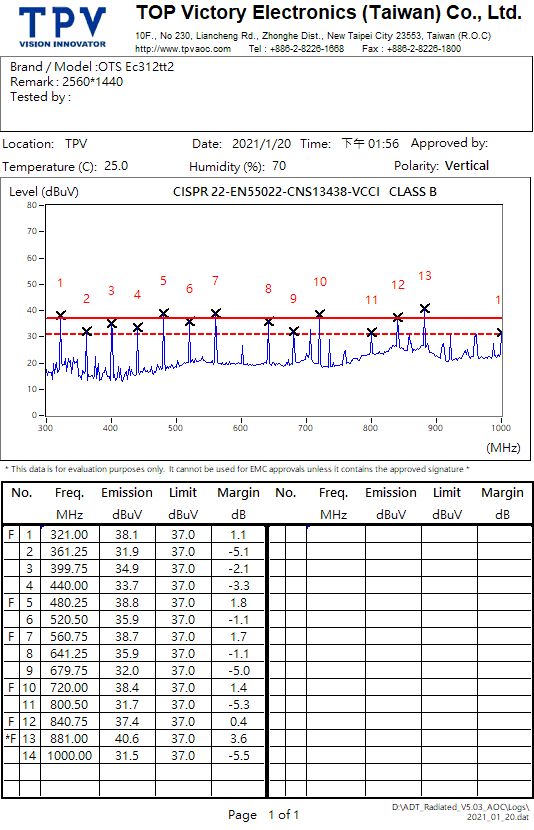 TPV
VISION INNOVATOR
TOP Victory Electronics (Taiwan) Co., Ltd.
10F., No 230, Liancheng Rd., Zhonghe Dist., New Taipei City 23553, Taiwan (R.O.C)
http://www.tpvaoc.com Tel : +886-2-8226-1668 Fax : +886-2-8226-1800
Brand / Model :OTS Ec312tt2
Remark : 2560*1440
Tested by :
Location: TPV Date: 2021/1/20 Time: 下午 01:56 Approved by:
Temperature (C): 25.0 Humidity (%): 70 Polarity: Vertical
Level (dBuV) CISPR 22-EN55022-CNS13438-VCCI CLASS B
80
70
60
50
40
30
20
10
0
1 2 3 4 5 6 7 8 9 10 11 12 13 1
300 400 500 600 700 800 900 1000
(MHz)
* This data is for evaluation purposes only. It cannot be used for EMC approvals unless it contains the approved signature *
No. Freq. Emission Limit Margin No. Freq. Emission Limit Margin
MHz dBuV dBuV dB MHz dBuV dBuV dB
F 1 321.00 38.1 37.0 1.1
2 361.25 31.9 37.0 -5.1
3 399.75 34.9 37.0 -2.1
4 440.00 33.7 37.0 -3.3
F 5 480.25 38.8 37.0 1.8
6 520.50 35.9 37.0 -1.1
F 7 560.75 38.7 37.0 1.7
8 641.25 35.9 37.0 -1.1
9 679.75 32.0 37.0 -5.0
F 10 720.00 38.4 37.0 1.4
11 800.50 31.7 37.0 -5.3
F 12 840.75 37.4 37.0 0.4
*F 13 881.00 40.6 37.0 3.6
14 1000.00 31.5 37.0 -5.5
D:\ADT_Radiated_V5.03_AOC\Logs\
2021_01_20.dat
Page 1 of 1